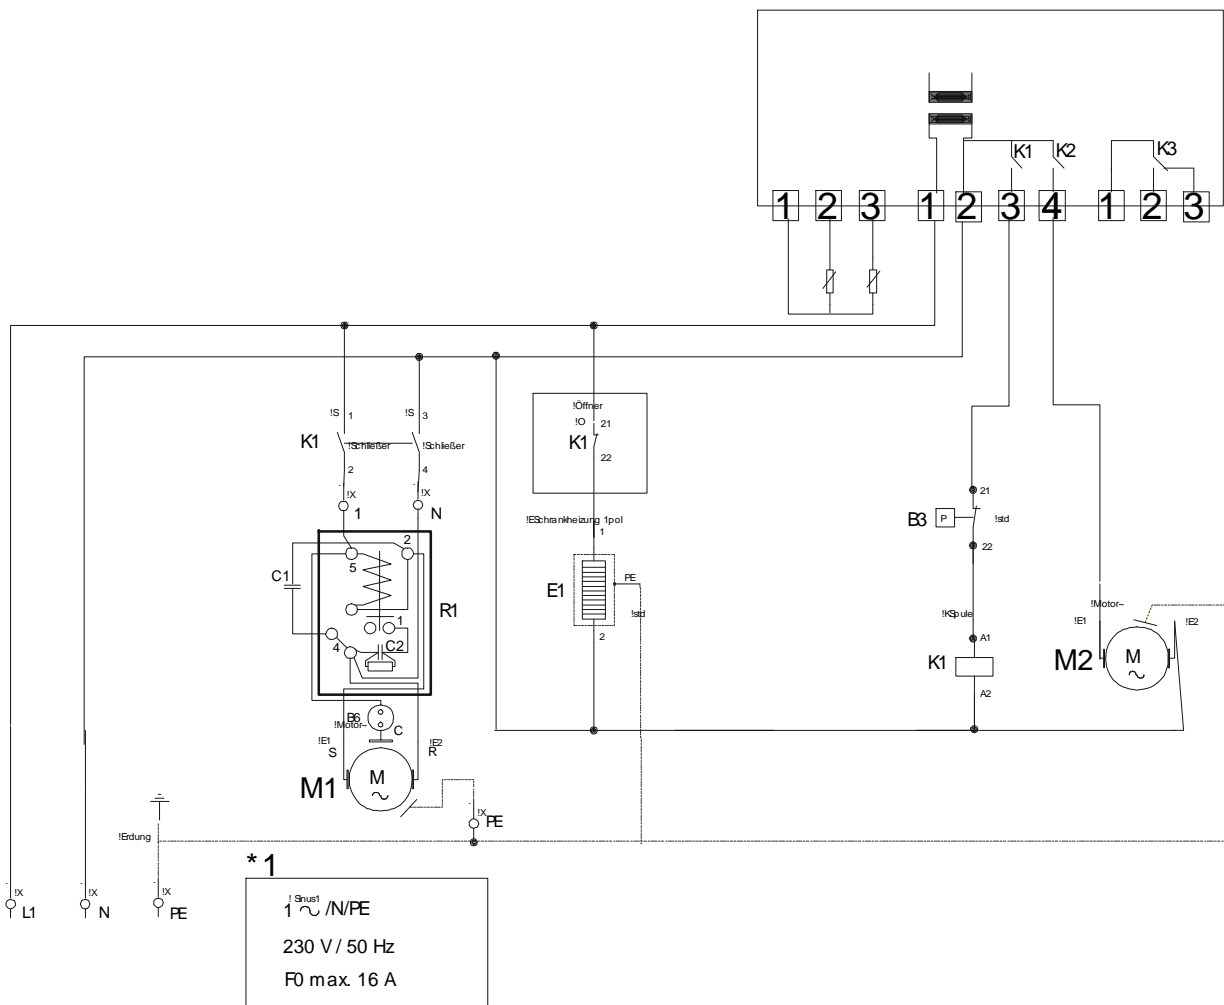 K1 K2 K3
1 2 3 1 2 3 4 1 2 3
!Öffner
!S 1 !S 3 !O 21
K1 !Schließer !Schließer K1
22
2 4
!X !X 21
1 N !ESchrankheizung 1pol B3 P !std
1
2 22
5
C1 E1 PE
R1 !std !KSpule !Motor~
1 !E1 !E2
4 C2 2 A1
K1 M2 M
B6 A2
!Motor~ C
!E1 !E2
S R
M1 M
!X
PE
!Erdung
*1
!X !X !X
L1 N PE
! Sinus1
1 /N/PE
230 V / 50 Hz
F0 max. 16 A